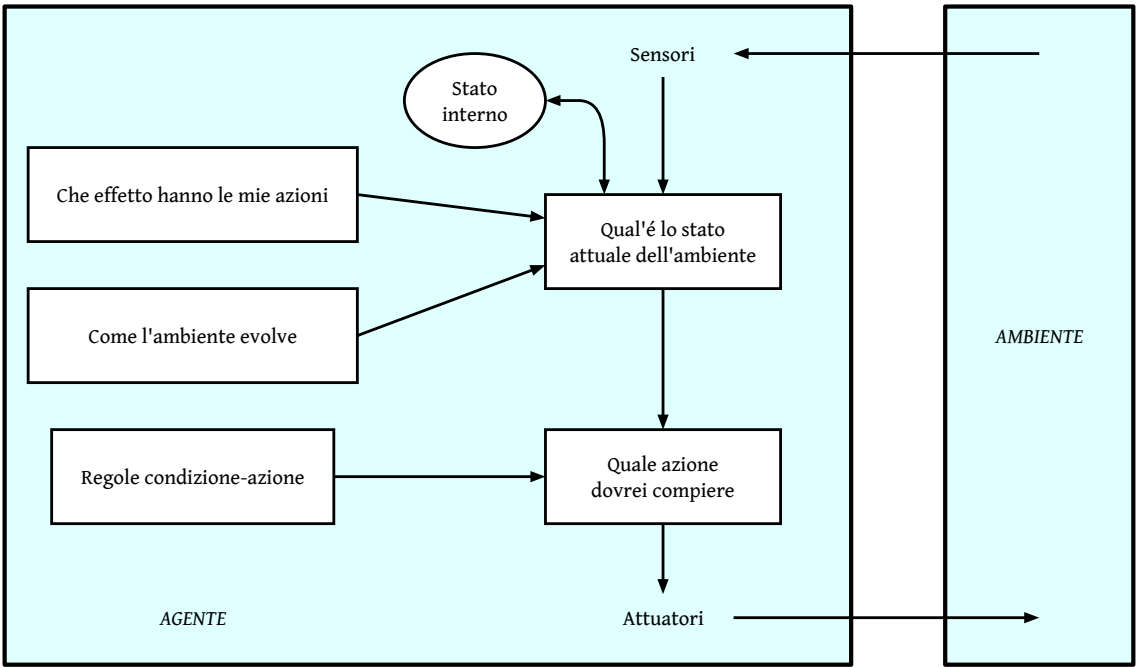 Sensori
Stato
interno
Che effetto hanno le mie azioni
Qual'é lo stato
attuale dell'ambiente
Come l'ambiente evolve
AMBIENTE
Regole condizione-azione
Quale azione
dovrei compiere
AGENTE
Attuatori